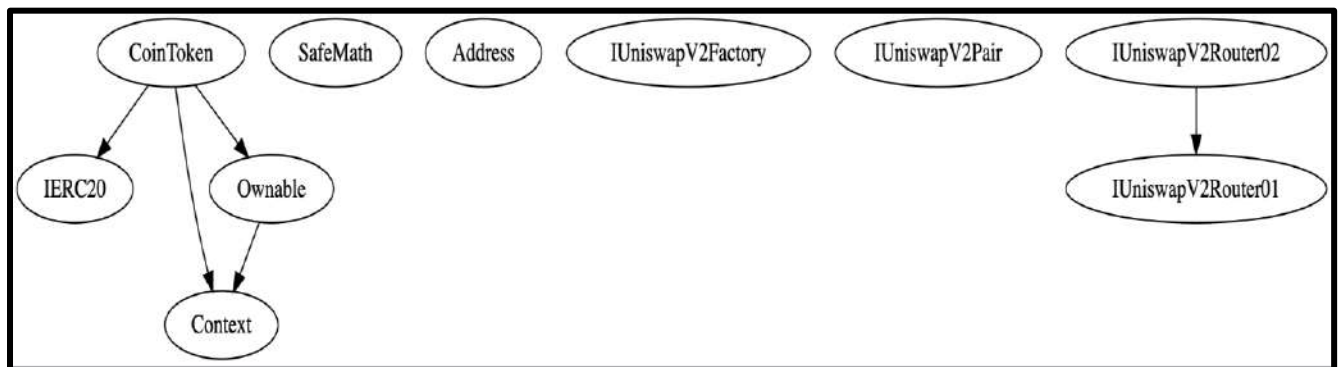 CoinToken SafeMath Address IUniswapV2Factory IUniswapV2Pair IUniswapV2Router02
IERC20 Ownable IUniswapV2Router01
Context